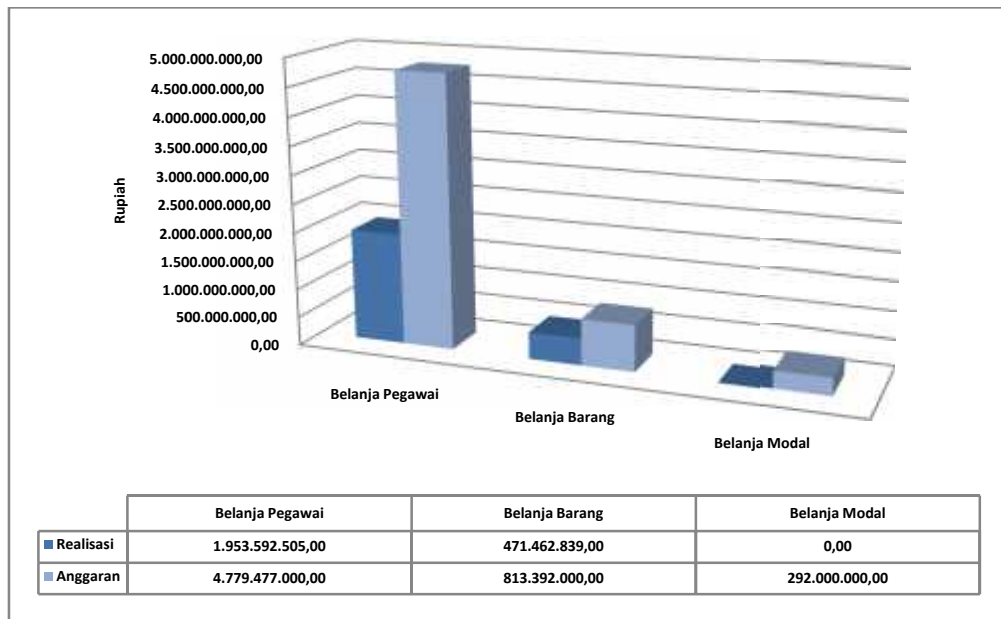 5.000.000.000,00
4.500.000.000,00
4.000.000.000,00
3.500.000.000,00
3.000.000.000,00
2.500.000.000,00
2.000.000.000,00
1.500.000.000,00
1.000.000.000,00
500.000.000,00
0,00
Rupiah
Belanja Pegawai
Belanja Barang
Belanja Modal
Belanja Pegawai Belanja Barang Belanja Modal
Realisasi 1.953.592.505,00 471.462.839,00 0,00
Anggaran 4.779.477.000,00 813.392.000,00 292.000.000,00